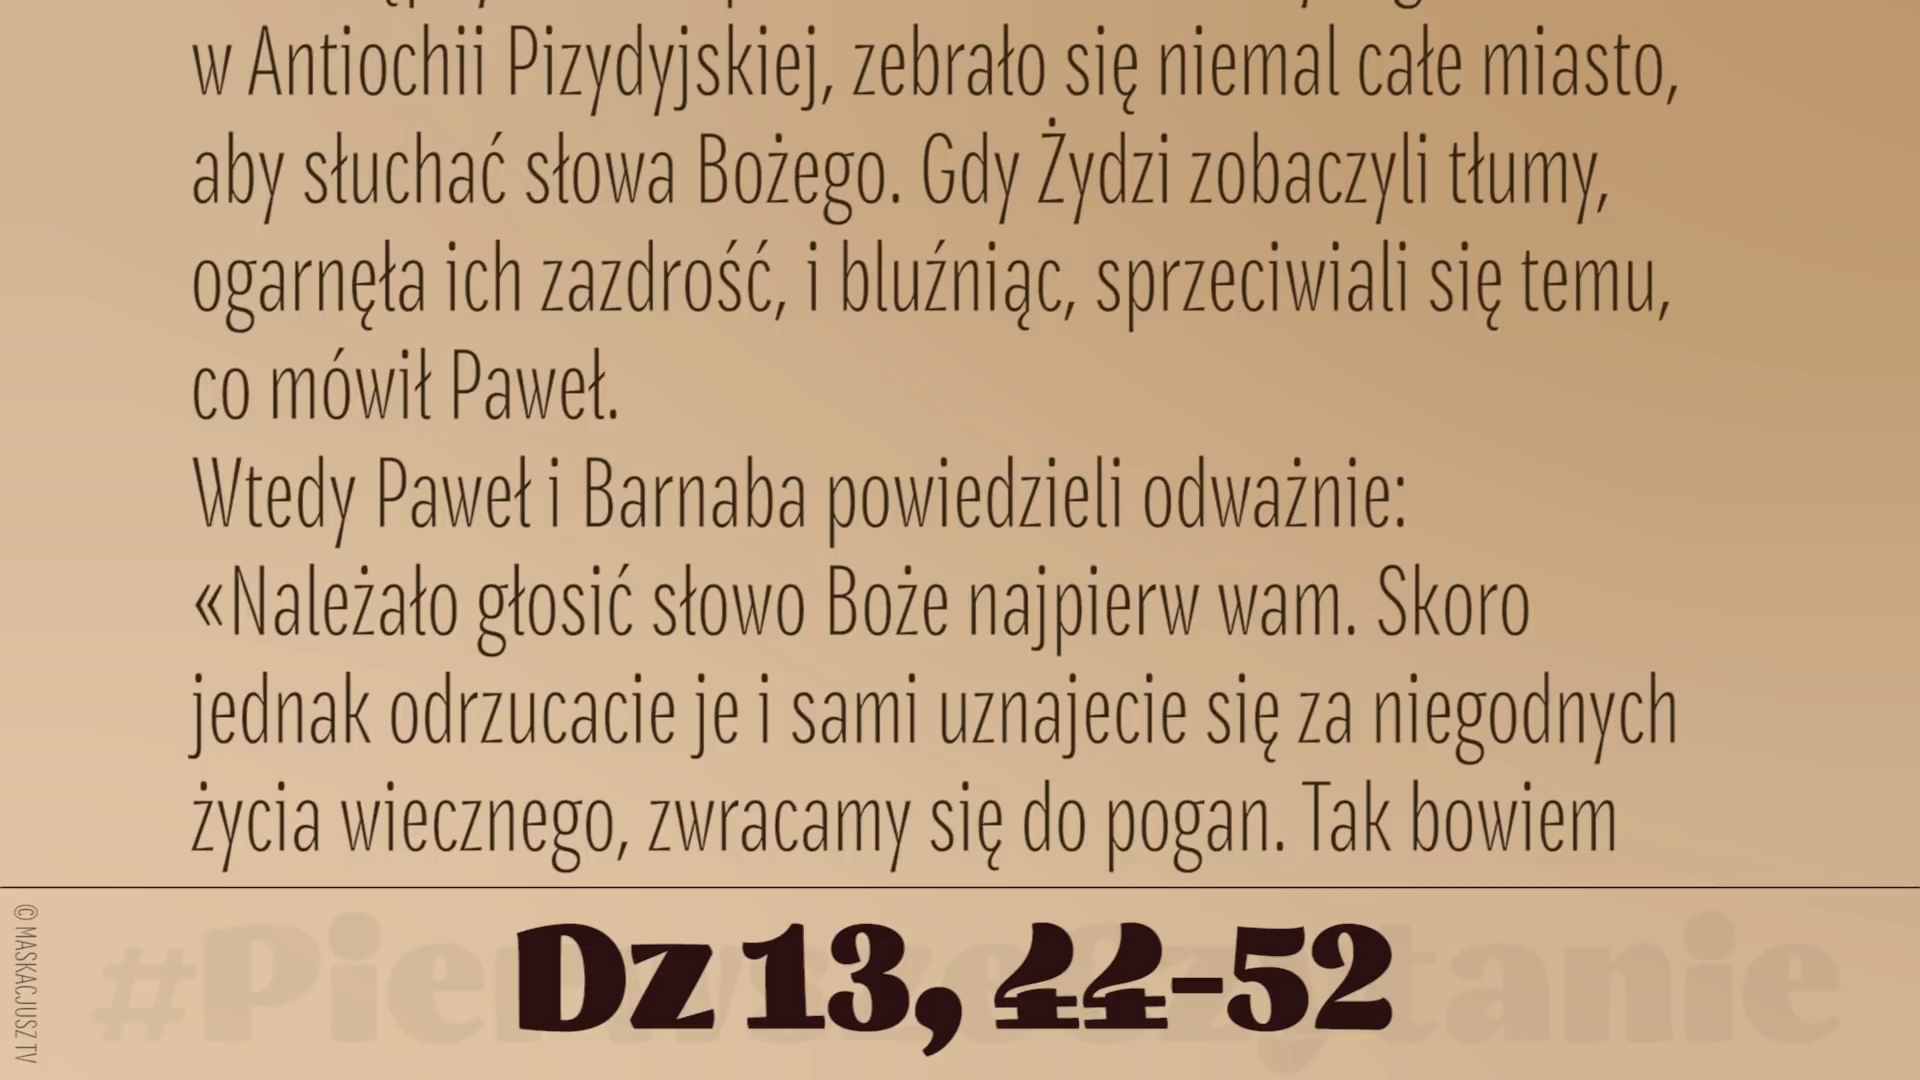 w Antiochii Pizydyjskiej, zebrało się niemal całe miasto,
aby słuchać słowa Bożego. Gdy Żydzi zobaczyli tłumy,
ogarnęła ich zazdrość, i bluźniąc, sprzeciwiali się temu,
co mówił Paweł.
Wtedy Paweł i Barnaba powiedzieli odważnie:
«Należało głosić słowo Boże najpierw wam. Skoro
jednak odrzucacie je i sami uznajecie się za niegodnych
życia wiecznego, zwracamy się do pogan. Tak bowiem
#PierwszeCzytanie
Dz 13, 44-52
© MASKACJUSZ TV